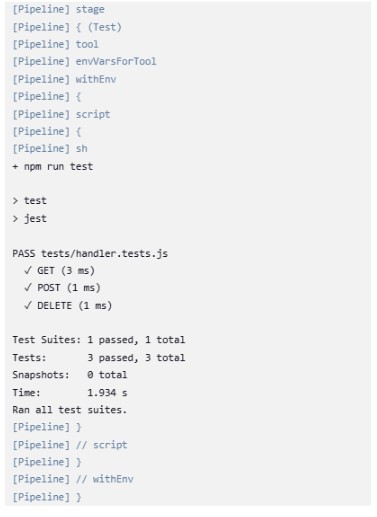 [Pipeline] stage
[Pipeline] { (Test)
[Pipeline] tool
[Pipeline] envVarsForTool
[Pipeline] withEnv
[Pipeline] {
[Pipeline] script
[Pipeline] {
[Pipeline] sh
+ npm run test
> test
> jest
PASS tests/handler.tests.js
✓ GET (3 ms)
✓ POST (1 ms)
✓ DELETE (1 ms)
Test Suites: 1 passed, 1 total
Tests: 3 passed, 3 total
Snapshots: 0 total
Time: 1.934 s
Ran all test suites.
[Pipeline] }
[Pipeline] // script
[Pipeline] }
[Pipeline] // withEnv
[Pipeline] }